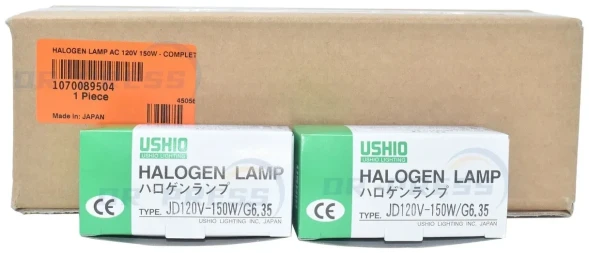 HALOGEN LAMP AC 120V 150W - COMPLET
1070089504
1 Piece
Made in: JAPAN
USHIO
USHIO LIGHTING
HALOGEN LAMP
ハロゲンランプ
CE
TYPE. JD120V-150W/G6.35
USHIO LIGHTING INC, JAPAN
USHIO
USHIO LIGHTING
HALOGEN LAMP
ハロゲンランプ
CE
TYPE. JD120V-150W/G6.35
USHIO LIGHTING INC, JAPAN